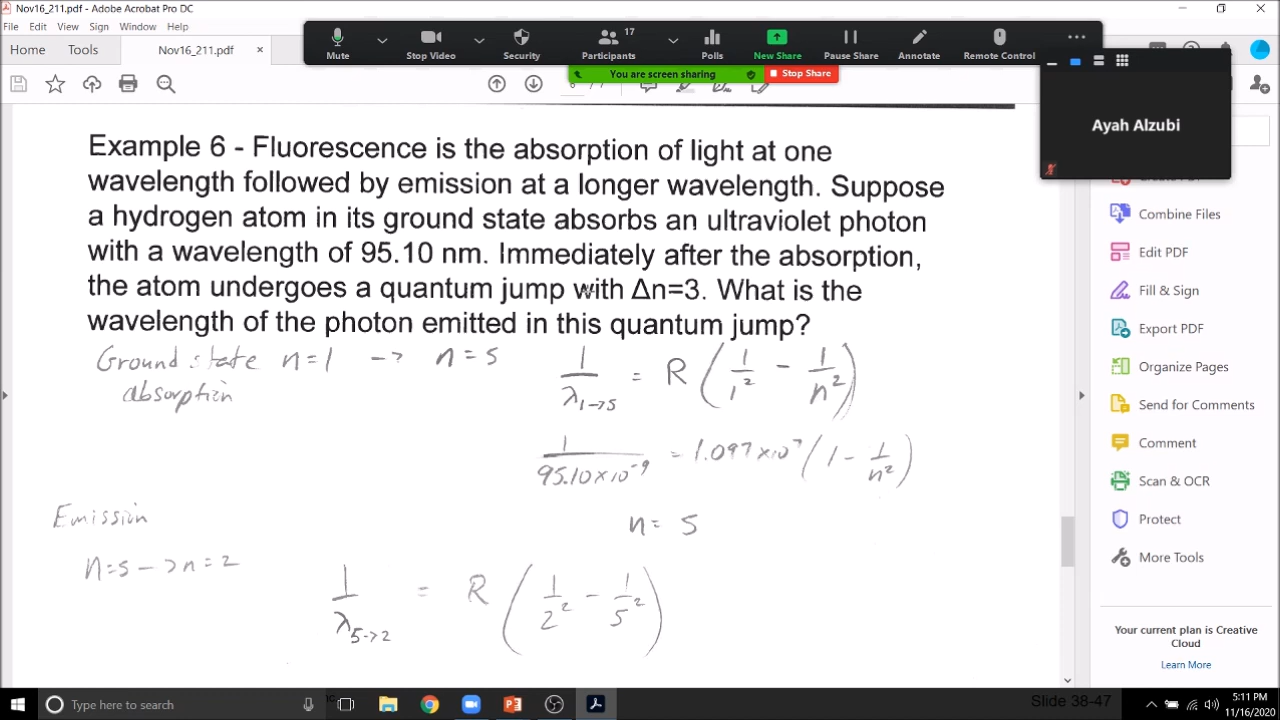 Nov16_211.pdf - Adobe Acrobat Pro DC
File Edit View Sign Window Help
Home Tools Nov16_211.pdf ×
Mute Stop Video Security 17 Participants Polls New Share Pause Share Annotate Remote Control
You are screen sharing Stop Share
Ayah Alzubi
Example 6 - Fluorescence is the absorption of light at one
wavelength followed by emission at a longer wavelength. Suppose
a hydrogen atom in its ground state absorbs an ultraviolet photon
with a wavelength of 95.10 nm. Immediately after the absorption,
the atom undergoes a quantum jump with Δn=3. What is the
wavelength of the photon emitted in this quantum jump?
Ground state n=1 --> n=5
absorption
1/λ1→5 = R(1/1² - 1/n²)
1/95.10×10⁻⁹ = 1.097×10⁷(1 - 1/n²)
n= 5
Emission
n=5->n=2
1/λ5->2 = R(1/2² - 1/5²)
Combine Files
Edit PDF
Fill & Sign
Export PDF
Organize Pages
Send for Comments
Comment
Scan & OCR
Protect
More Tools
Your current plan is Creative
Cloud
Learn More
Slide 38-47
Type here to search
5:11 PM
11/16/2020